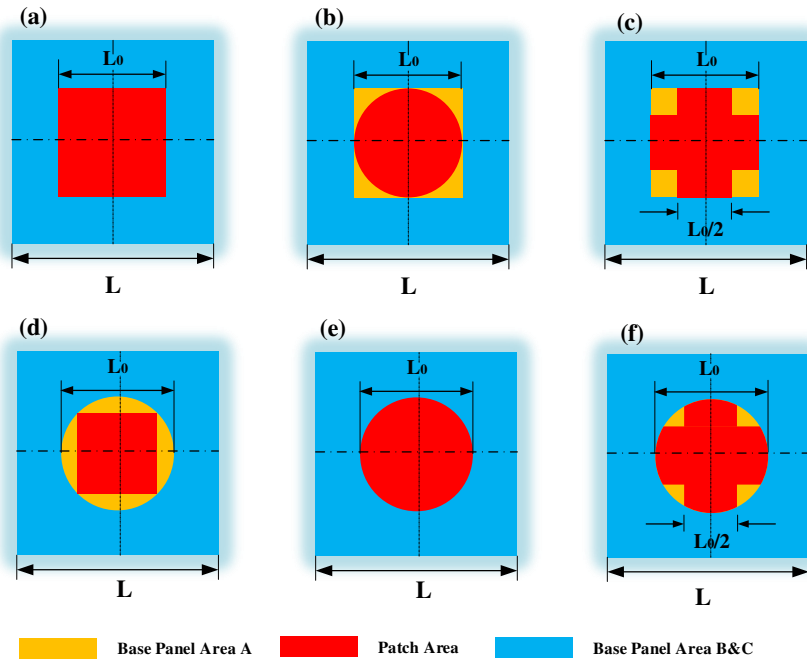 (a)
L₀
L
(b)
L₀
L
(c)
L₀
L₀/2
L
(d)
L₀
L
(e)
L₀
L
(f)
L₀
L₀/2
L
Base Panel Area A
Patch Area
Base Panel Area B&C